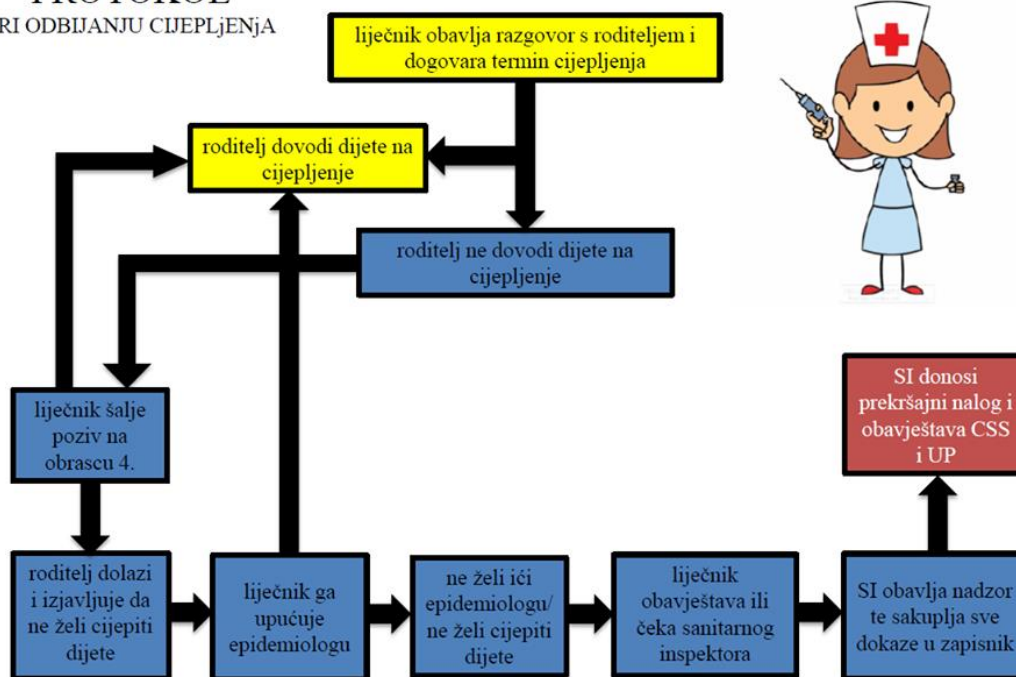 PROTOKOL
RI ODBIJANJU CIJEPLjENjA
liječnik obavlja razgovor s roditeljem i
dogovara termin cijepljenja
roditelj dovodi dijete na
cijepljenje
roditelj ne dovodi dijete na
cijepljenje
liječnik šalje
poziv na
obrascu 4.
SI donosi
prekršajni nalog i
obavještava CSS
i UP
roditelj dolazi
i izjavljuje da
ne želi cijepiti
dijete
liječnik ga
upućuje
epidemiologu
ne želi ići
epidemiologu/
ne želi cijepiti
dijete
liječnik
obavještava ili
čeka sanitarnog
inspektora
SI obavlja nadzor
te sakuplja sve
dokaze u zapisnik